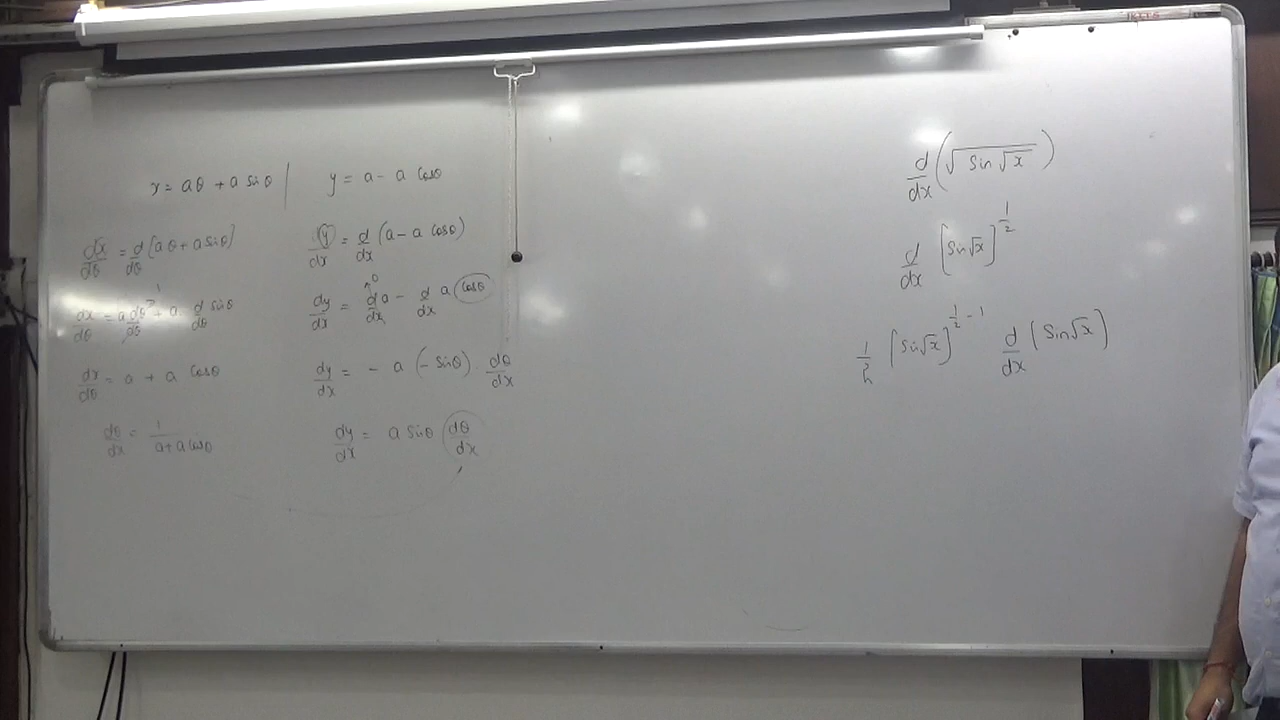 x = aθ + a sinθ | y = a - a cosθ
dx/dθ = d/dθ [aθ + a sinθ]
dx/dθ = a dθ/dθ + a d/dθ sinθ
1
dx/dθ = a + a cosθ
dθ/dx = 1/(a + a cosθ)
dy/dx = d/dx (a - a cosθ)
0
dy/dx = d/dx a - d/dx a cosθ
dy/dx = - a (- sinθ) dθ/dx
dy/dx = a sinθ dθ/dx
d/dx (√(sin√x))
d/dx [sin√x]^(1/2)
1/2 [sin√x]^(1/2 - 1) d/dx (sin√x)